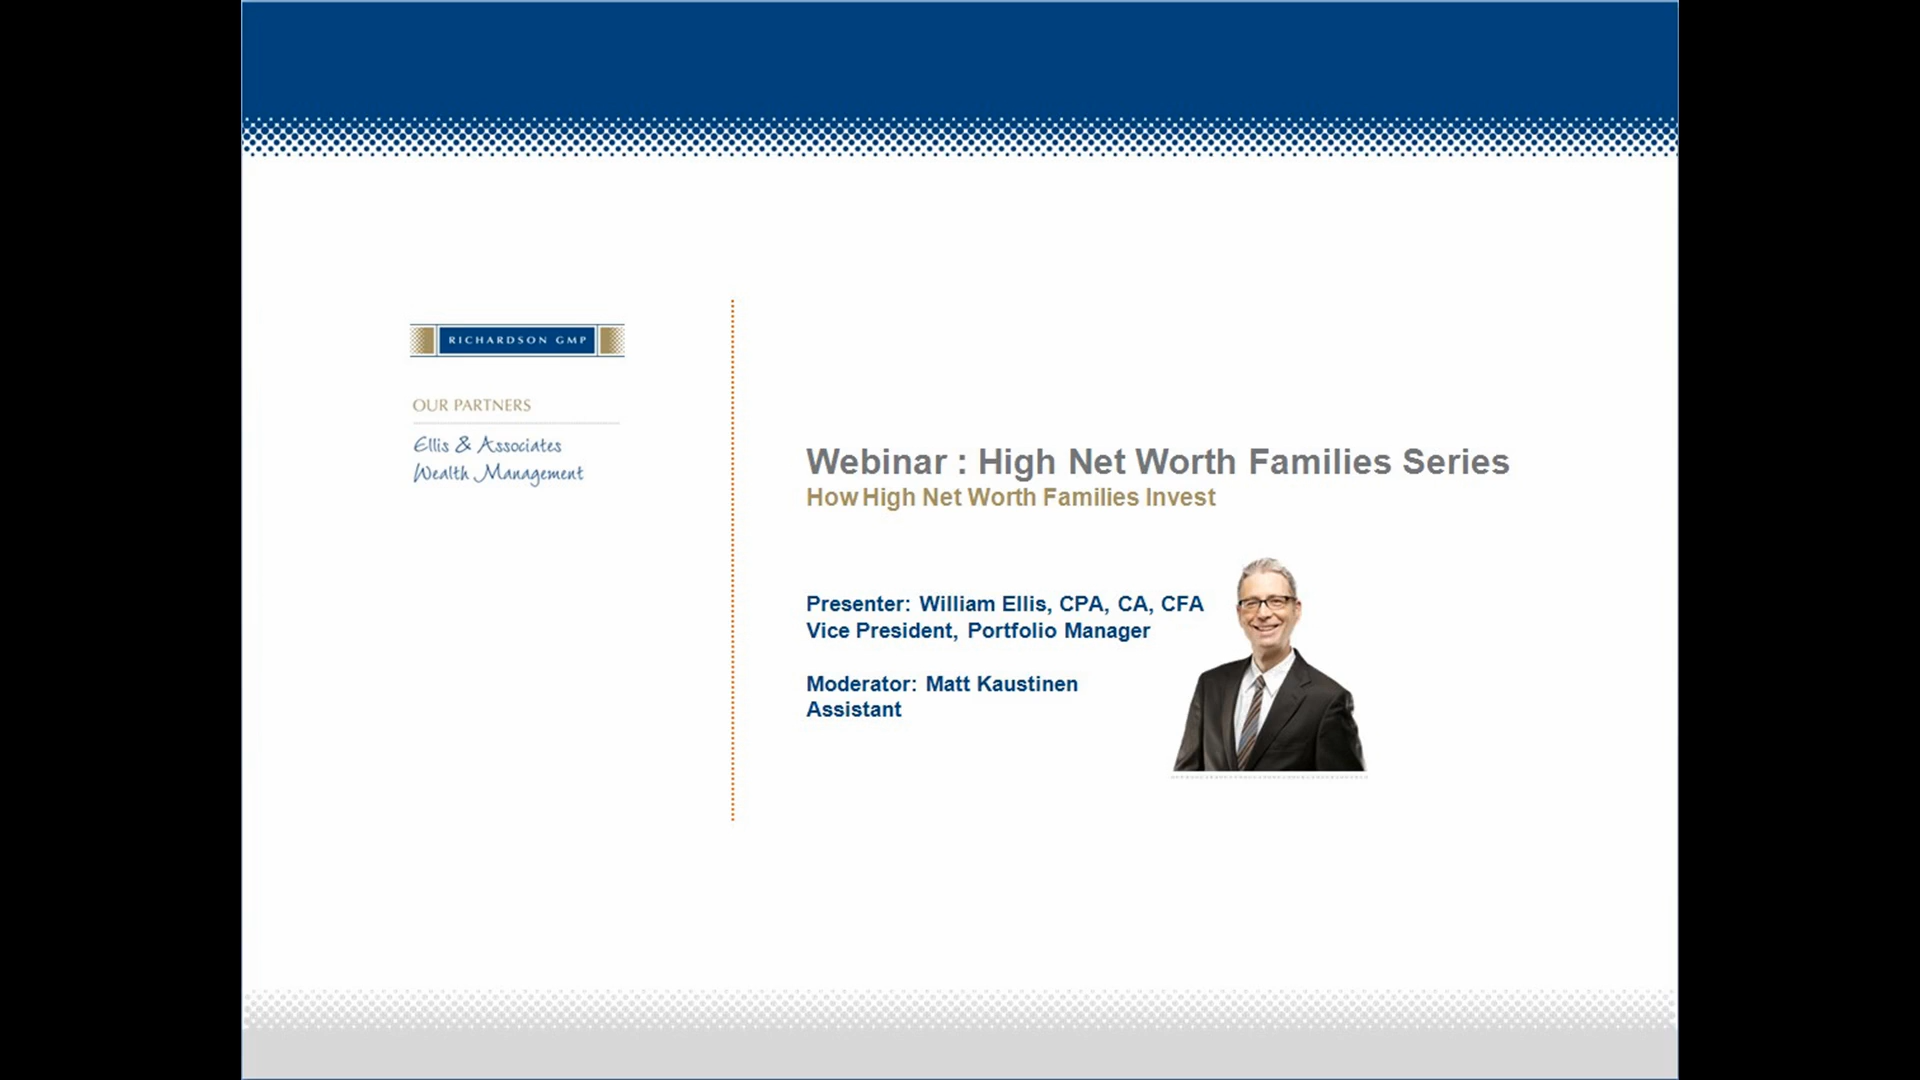 RICHARDSON GMP
OUR PARTNERS
Ellis & Associates
Wealth Management
Webinar : High Net Worth Families Series
How High Net Worth Families Invest
Presenter: William Ellis, CPA, CA, CFA
Vice President, Portfolio Manager
Moderator: Matt Kaustinen
Assistant